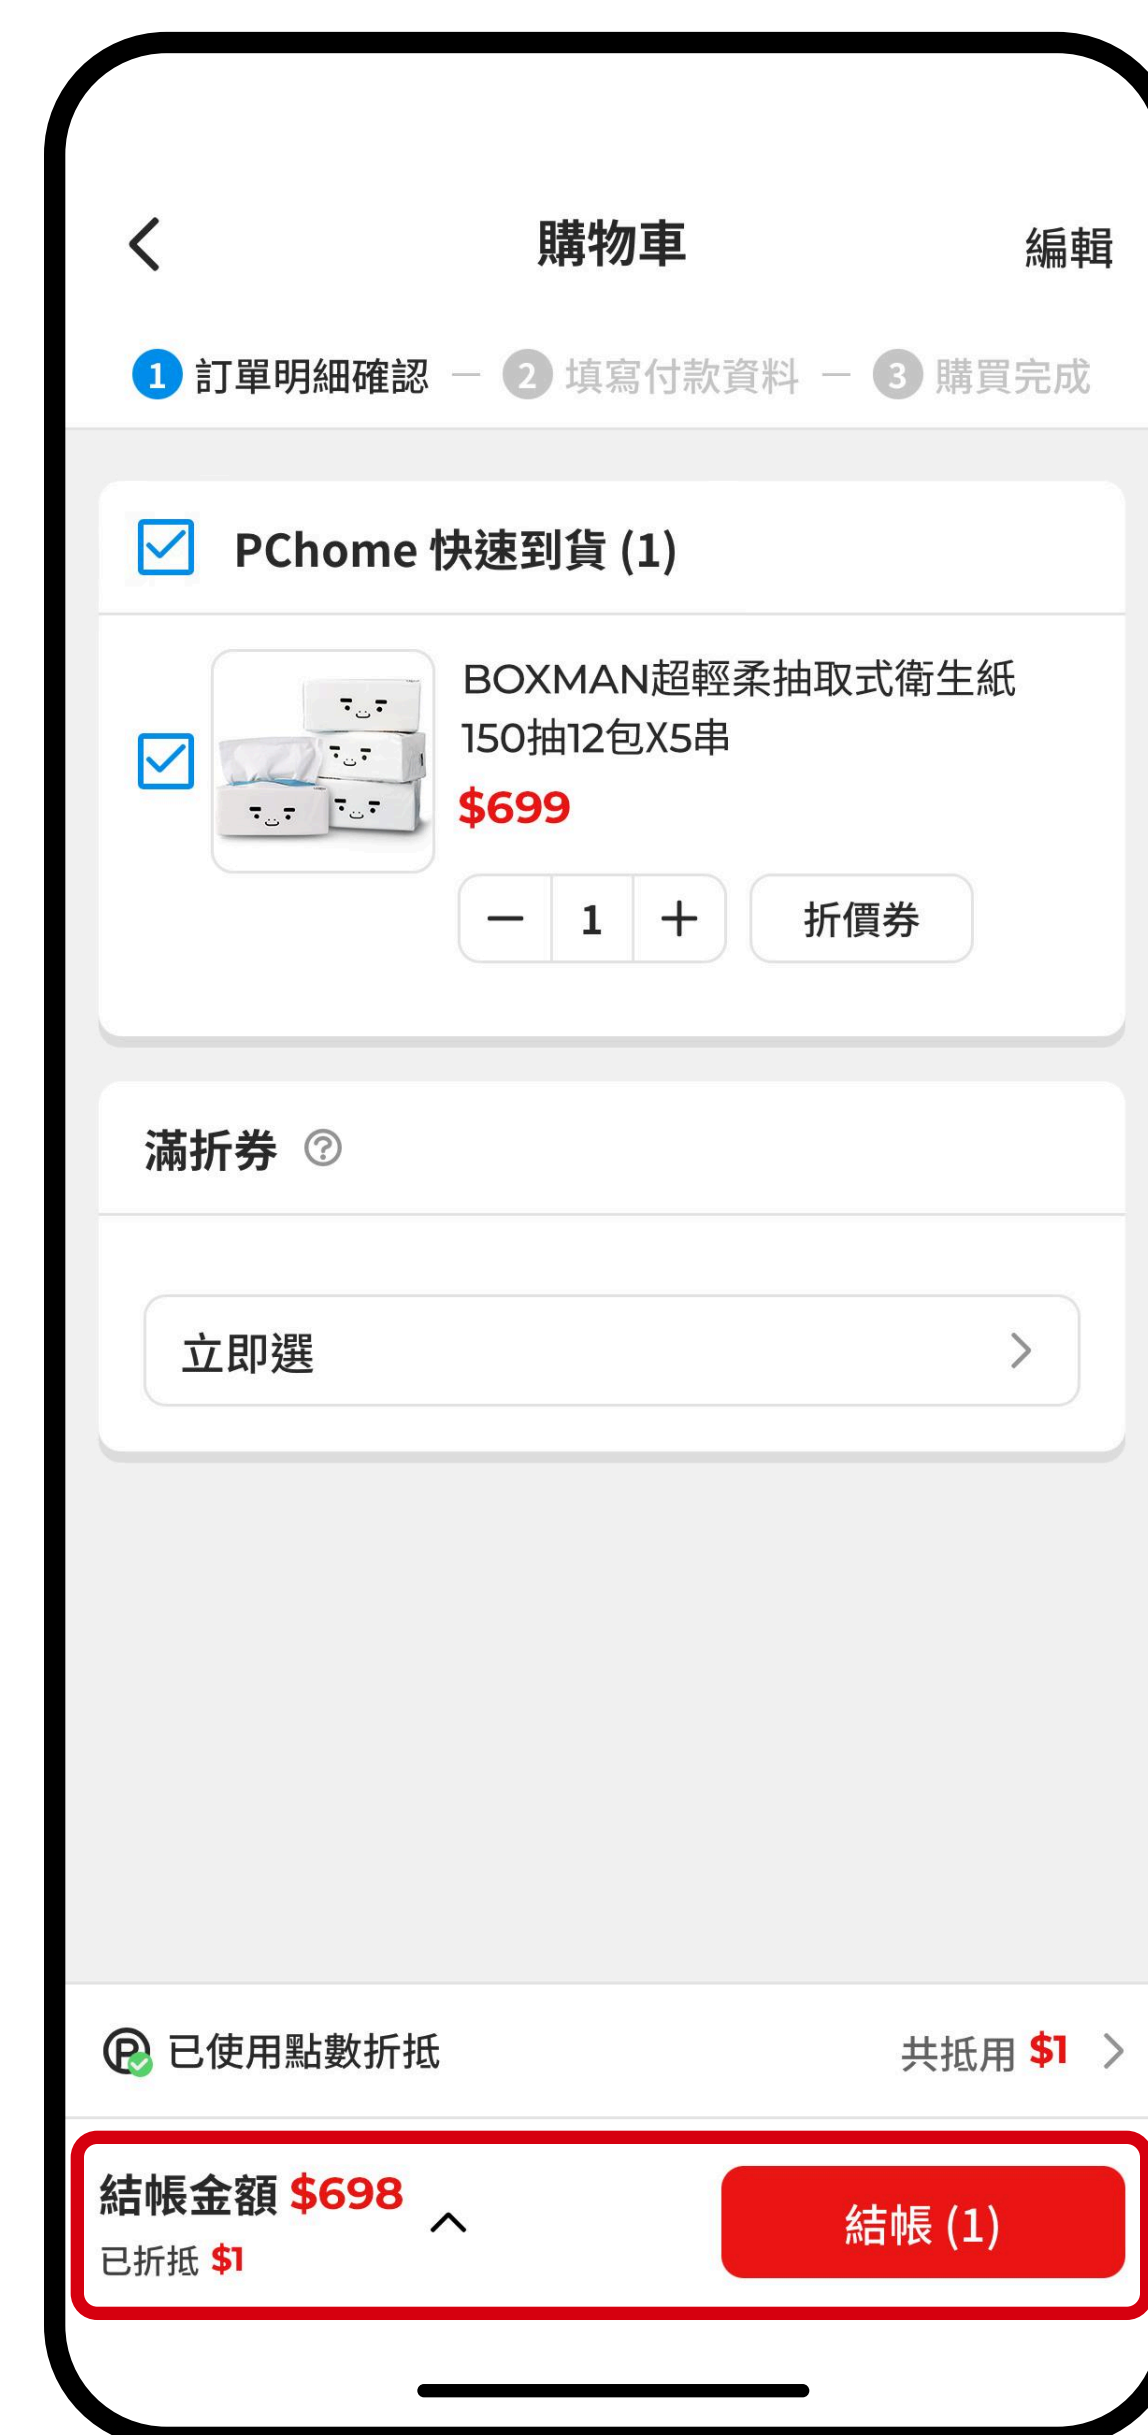 購物車
編輯
1 訂單明細確認 — 2 填寫付款資料 — 3 購買完成
PChome 快速到貨 (1)
BOXMAN超輕柔抽取式衛生紙
150抽12包X5串
$699
— 1 +
折價券
滿折券 ?
立即選
已使用點數折抵
共抵用 $1
結帳金額 $698
已折抵 $1
結帳 (1)